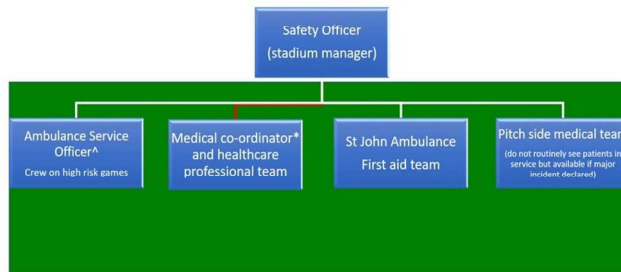 Safety Officer
(stadium manager)
Ambulance Service
Officer^
Crew on high risk games
Medical co-ordinator*
and healthcare
professional team
St John Ambulance
First aid team
Pitch side medical team
(do not routinely see patients in
service but available if major
incident declared)